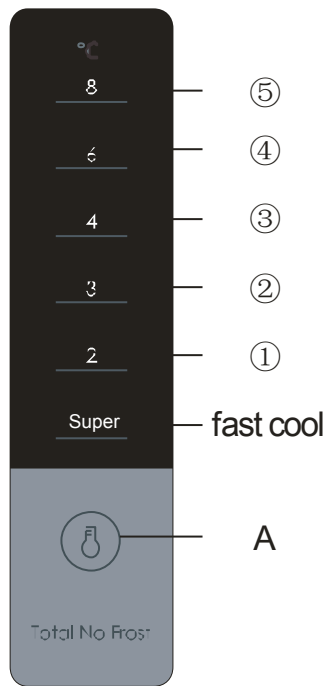 °C
8 ⑤
6 ④
4 ③
3 ②
2 ①
Super fast cool
A
Total No Frost